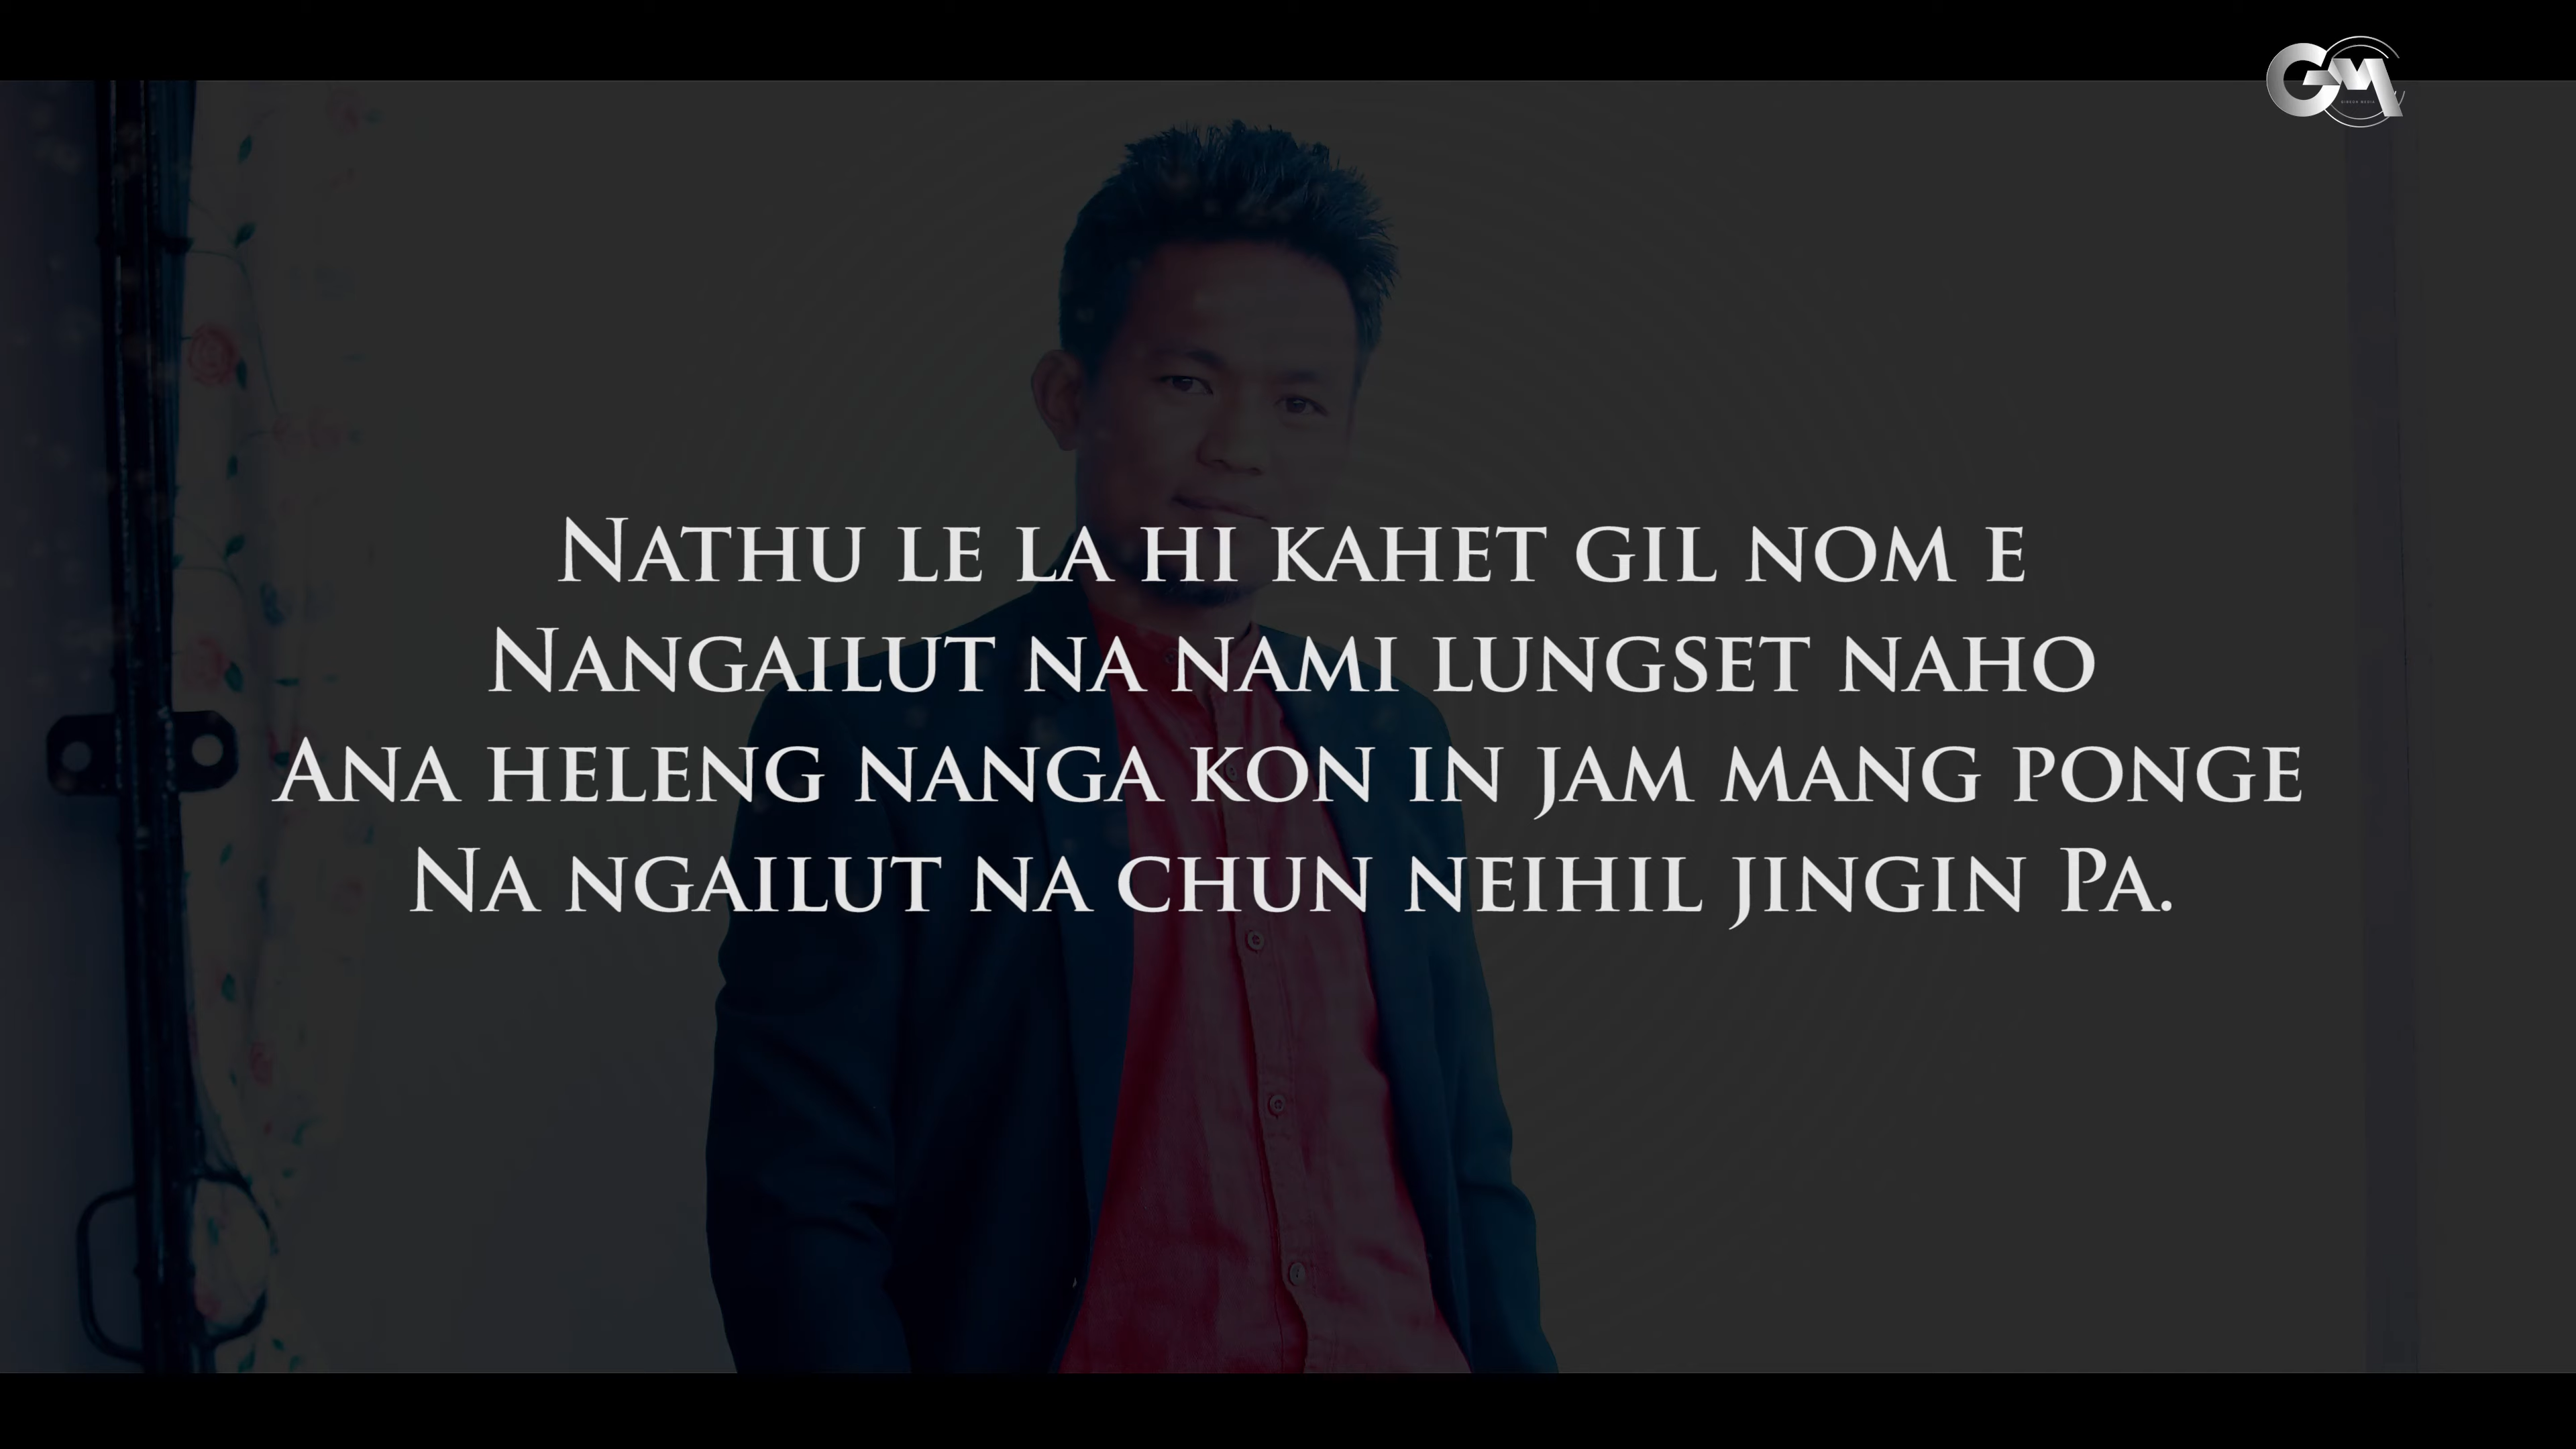 GM
Nathu le la hi kahet gil nom e
Nangailut na nami lungset naho
Ana heleng nanga kon in jam mang ponge
Na ngailut na chun neihil jingin Pa.